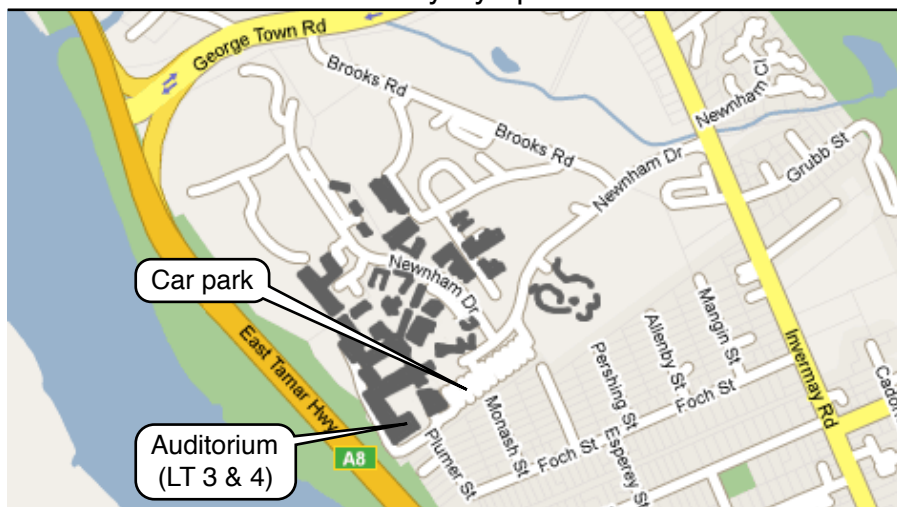 George Town Rd
Brooks Rd
Brooks Rd
Newnham Cl
Newnham Dr
Grubb St
Car park
Newnham Dr
East Tamar Hwy
Mangin St
Allenby St
Invermay Rd
Pershing St
Foch St
Monash St
Auditorium
(LT 3 & 4)
A8
Plumer St
Foch St
Esperey St